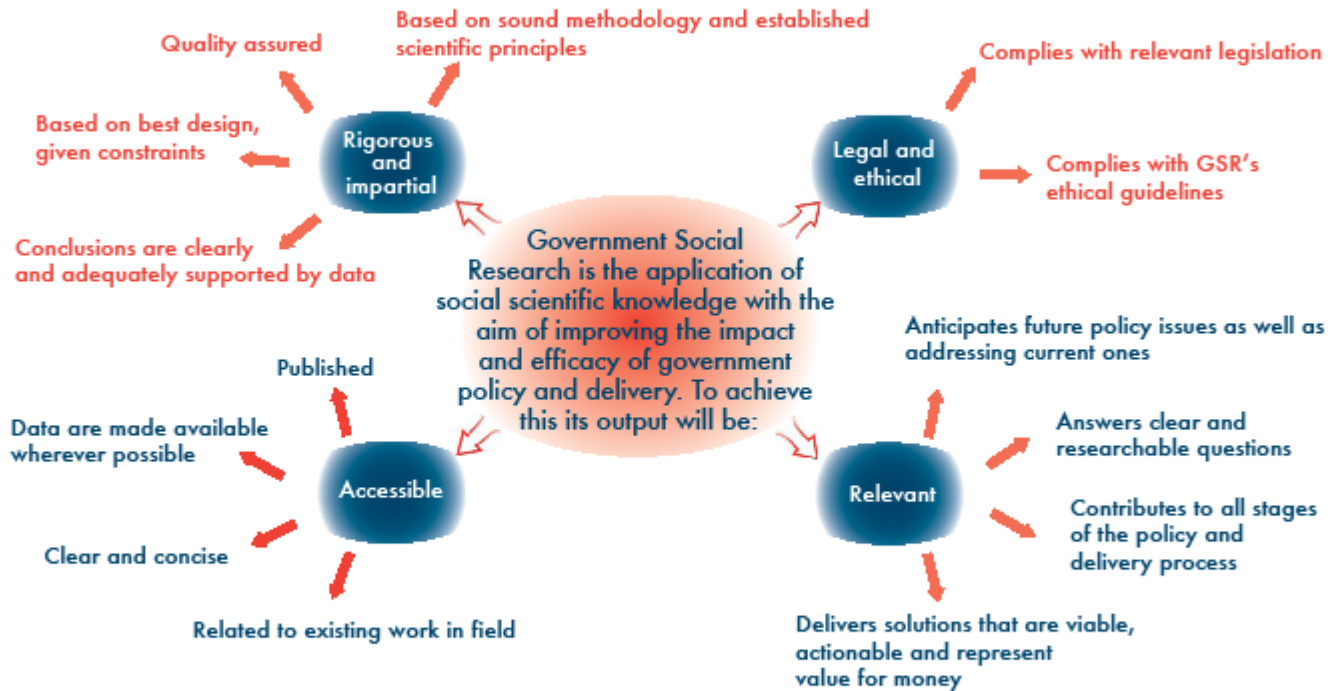 Based on sound methodology and established
scientific principles
Quality assured
Based on best design,
given constraints
Rigorous
and
impartial
Conclusions are clearly
and adequately supported by data
Complies with relevant legislation
Legal and
ethical
Complies with GSR's
ethical guidelines
Government Social
Research is the application of
social scientific knowledge with the
aim of improving the impact
and efficacy of government
policy and delivery. To achieve
this its output will be:
Published
Data are made available
wherever possible
Accessible
Clear and concise
Related to existing work in field
Anticipates future policy issues as well as
addressing current ones
Answers clear and
researchable questions
Relevant
Contributes to all stages
of the policy and
delivery process
Delivers solutions that are viable,
actionable and represent
value for money